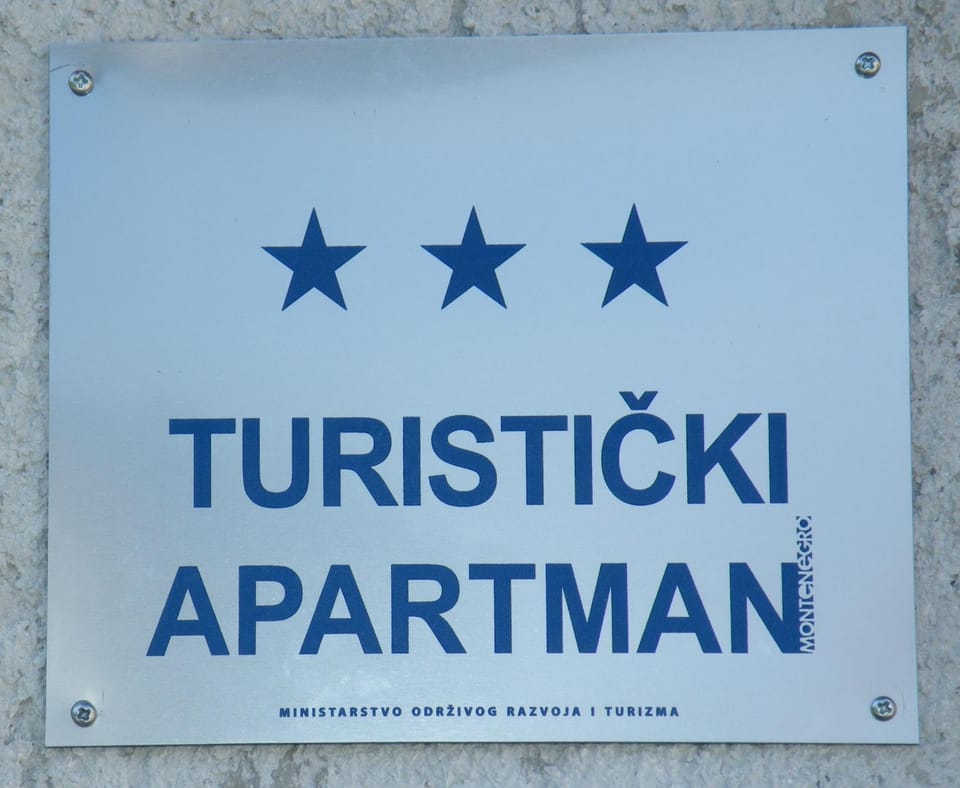 TURISTIČKI
APARTMAN
MONTENEGRO
MINISTARSTVO ODRŽIVOG RAZVOJA I TURIZMA